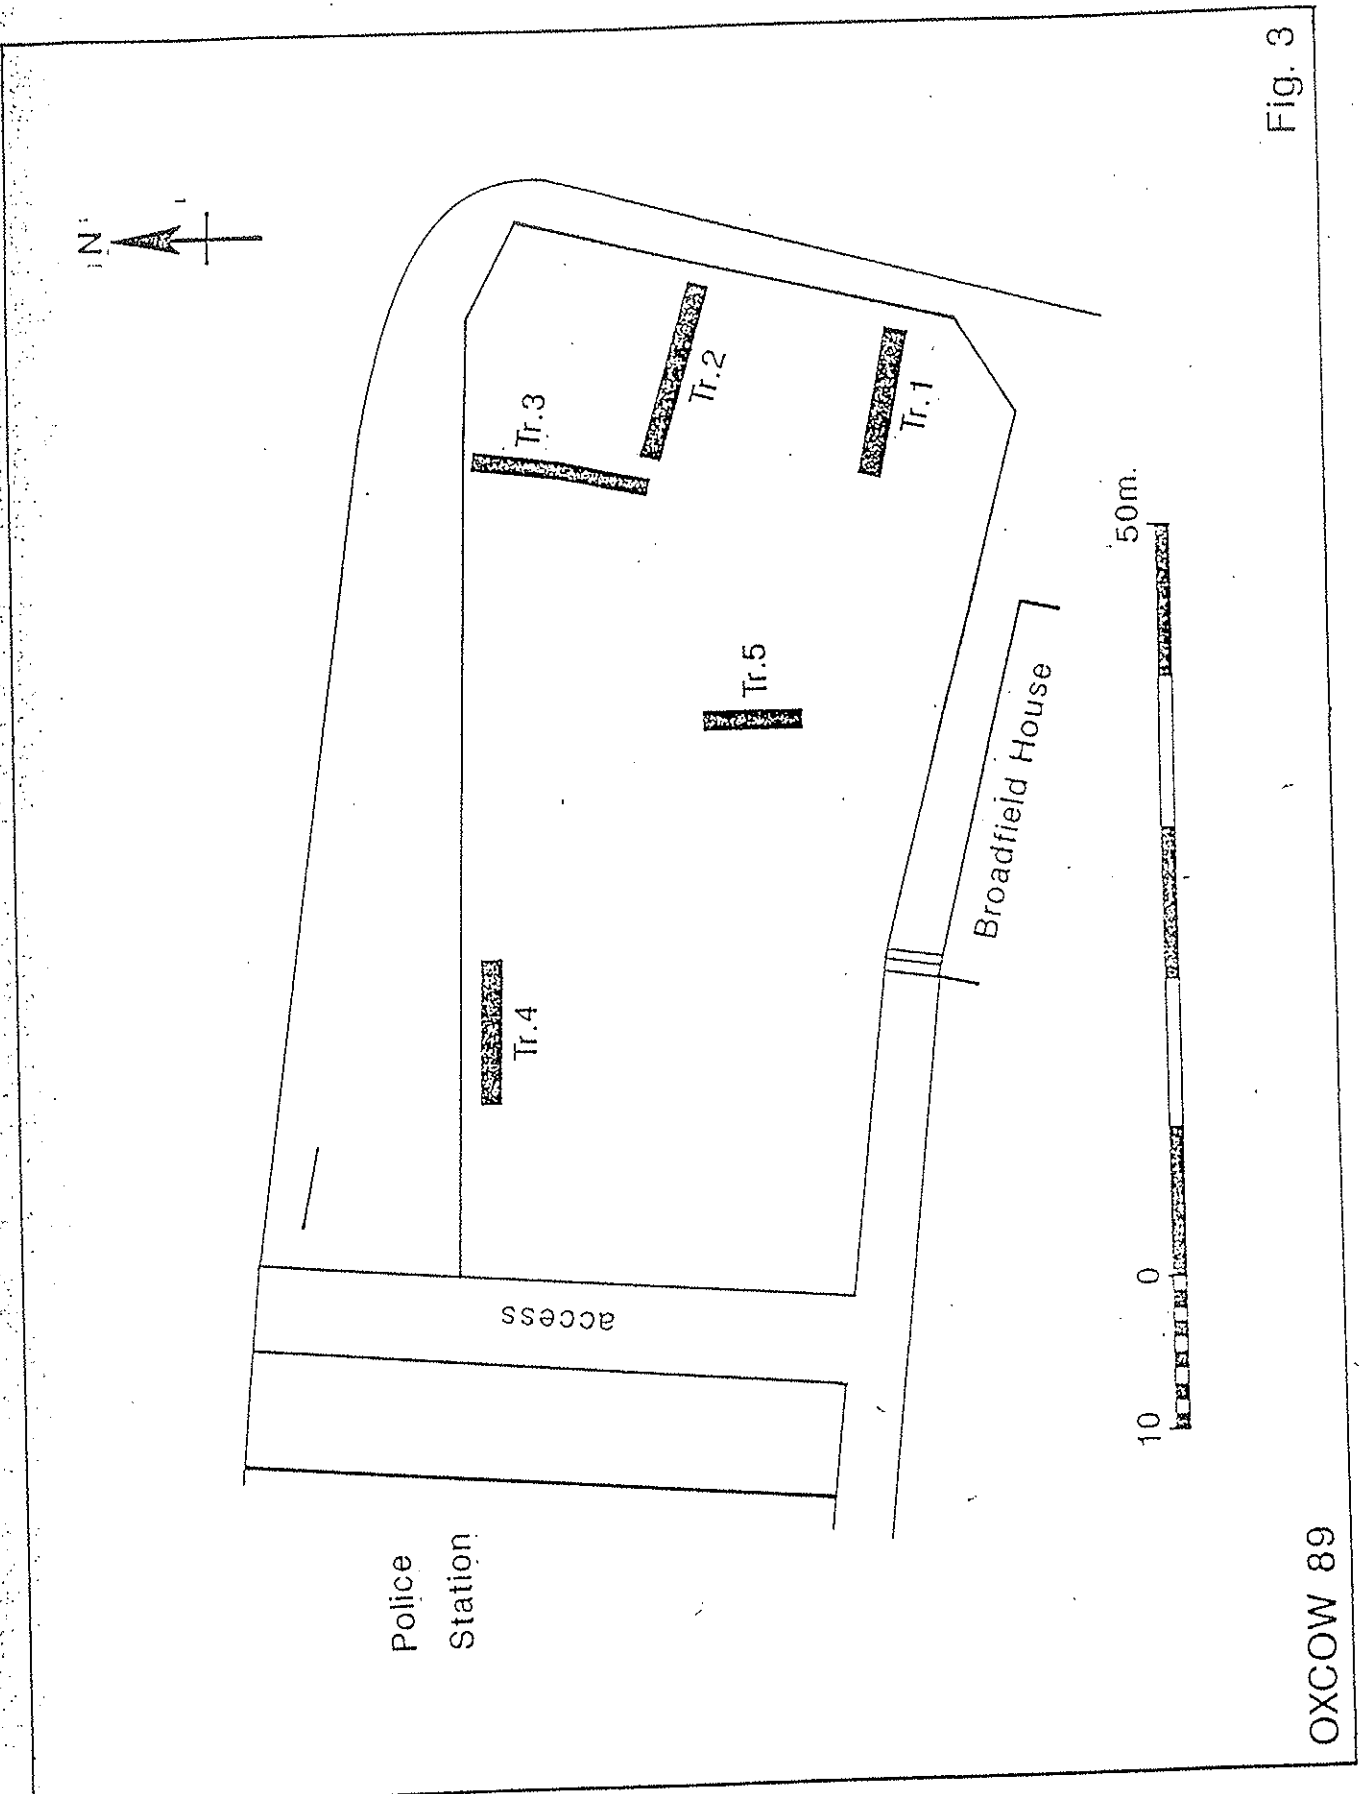 N
Tr.3
Tr.2
Tr.1
Tr.5
Tr.4
access
Police
Station
Broadfield House
10
0
50m.
OXCOW 89
Fig. 3